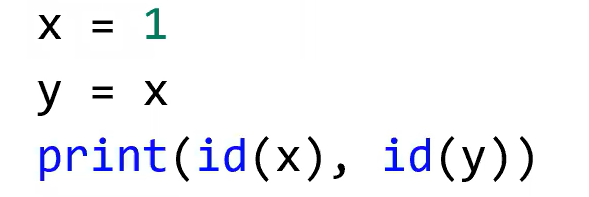 x = 1
y = x
print(id(x), id(y))